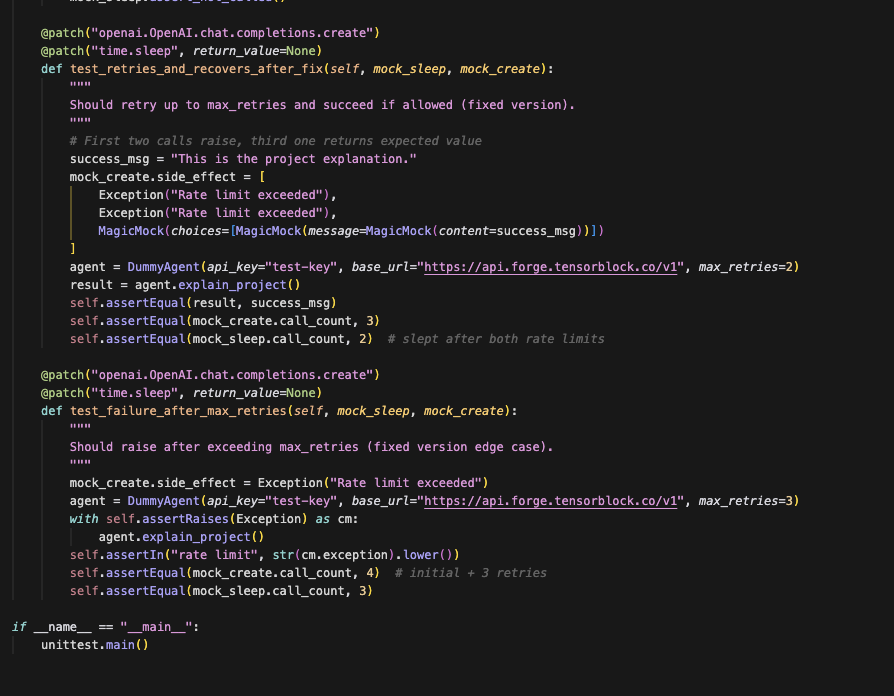 mock_sleep.assert_not_called()
@patch("openai.OpenAI.chat.completions.create")
@patch("time.sleep", return_value=None)
def test_retries_and_recovers_after_fix(self, mock_sleep, mock_create):
"""
Should retry up to max_retries and succeed if allowed (fixed version).
"""
# First two calls raise, third one returns expected value
success_msg = "This is the project explanation."
mock_create.side_effect = [
Exception("Rate limit exceeded"),
Exception("Rate limit exceeded"),
MagicMock(choices=[MagicMock(message=MagicMock(content=success_msg))])
]
agent = DummyAgent(api_key="test-key", base_url="https://api.forge.tensorblock.co/v1", max_retries=2)
result = agent.explain_project()
self.assertEqual(result, success_msg)
self.assertEqual(mock_create.call_count, 3)
self.assertEqual(mock_sleep.call_count, 2)  # slept after both rate limits
@patch("openai.OpenAI.chat.completions.create")
@patch("time.sleep", return_value=None)
def test_failure_after_max_retries(self, mock_sleep, mock_create):
"""
Should raise after exceeding max_retries (fixed version edge case).
"""
mock_create.side_effect = Exception("Rate limit exceeded")
agent = DummyAgent(api_key="test-key", base_url="https://api.forge.tensorblock.co/v1", max_retries=3)
with self.assertRaises(Exception) as cm:
agent.explain_project()
self.assertIn("rate limit", str(cm.exception).lower())
self.assertEqual(mock_create.call_count, 4)  # initial + 3 retries
self.assertEqual(mock_sleep.call_count, 3)
if __name__ == "__main__":
unittest.main()